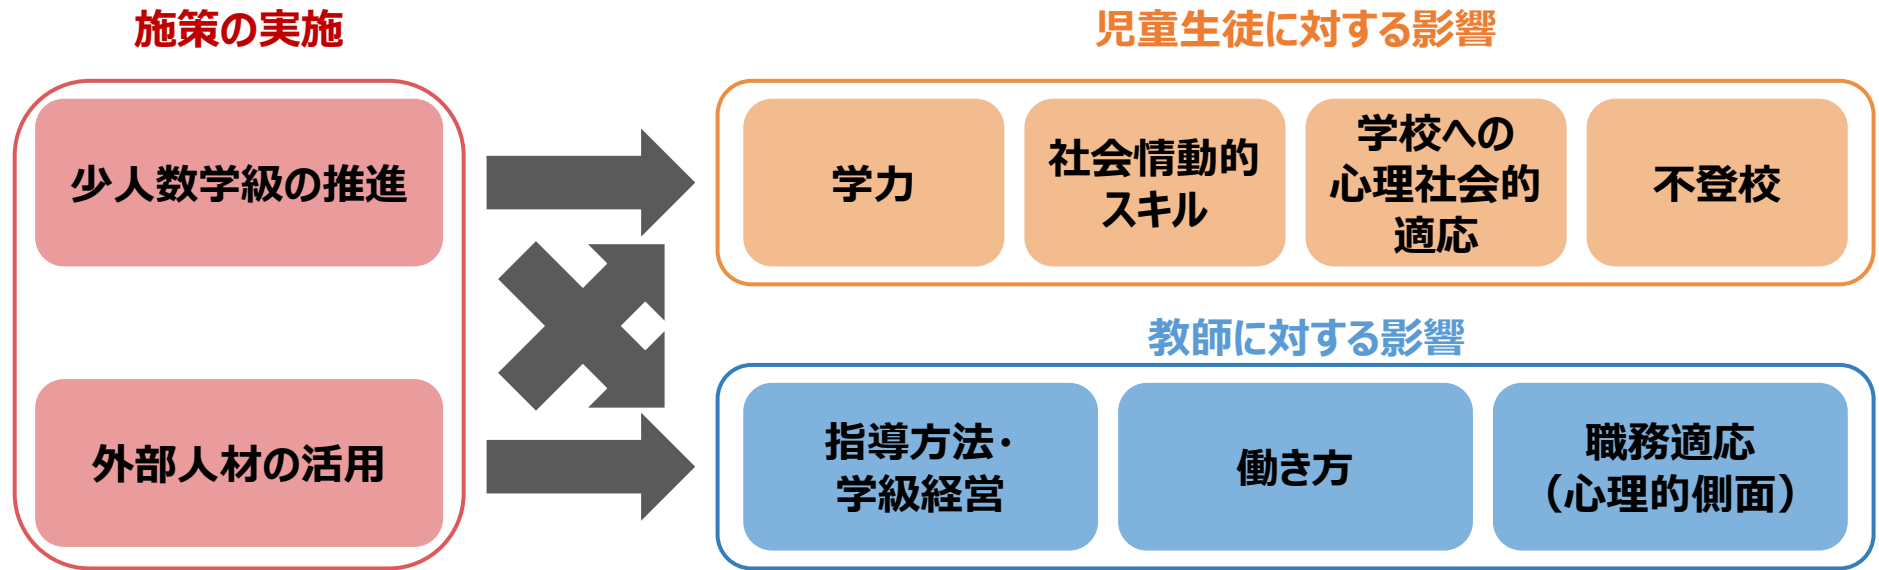 施策の実施
少人数学級の推進
外部人材の活用
児童生徒に対する影響
学力
社会情動的
スキル
学校への
心理社会的
適応
不登校
教師に対する影響
指導方法・
学級経営
働き方
職務適応
（心理的側面）